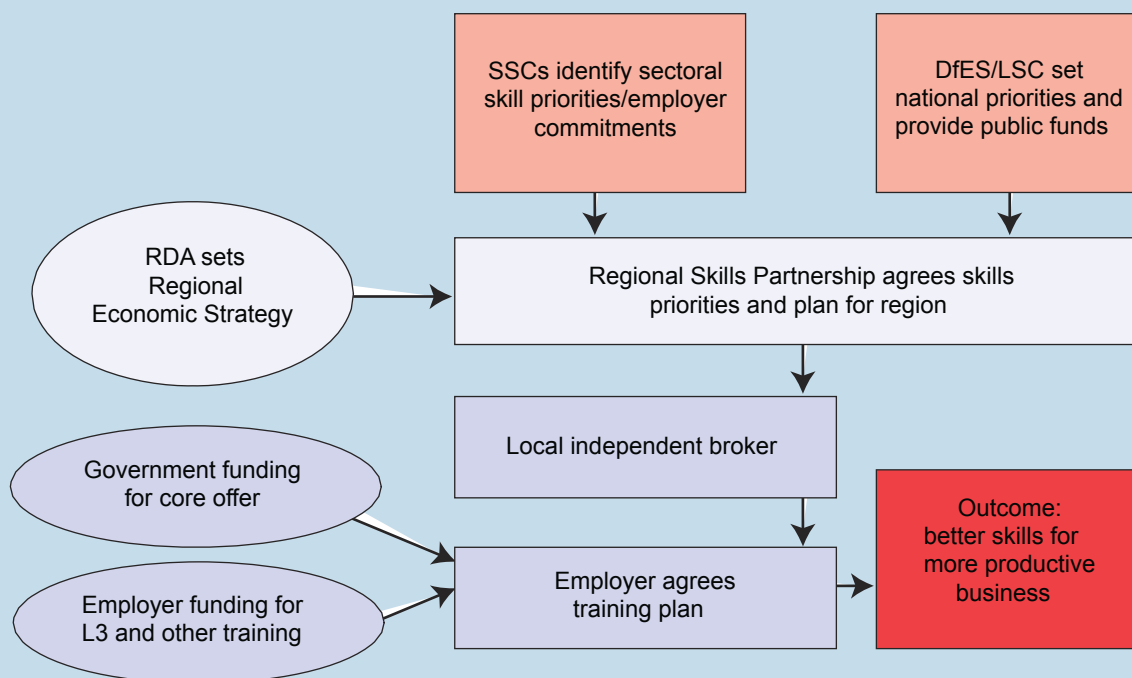 SSCs identify sectoral
skill priorities/employer
commitments
DfES/LSC set
national priorities and
provide public funds
RDA sets
Regional
Economic Strategy
Regional Skills Partnership agrees skills
priorities and plan for region
Local independent broker
Government funding
for core offer
Outcome:
better skills for
more productive
business
Employer agrees
training plan
Employer funding for
L3 and other training